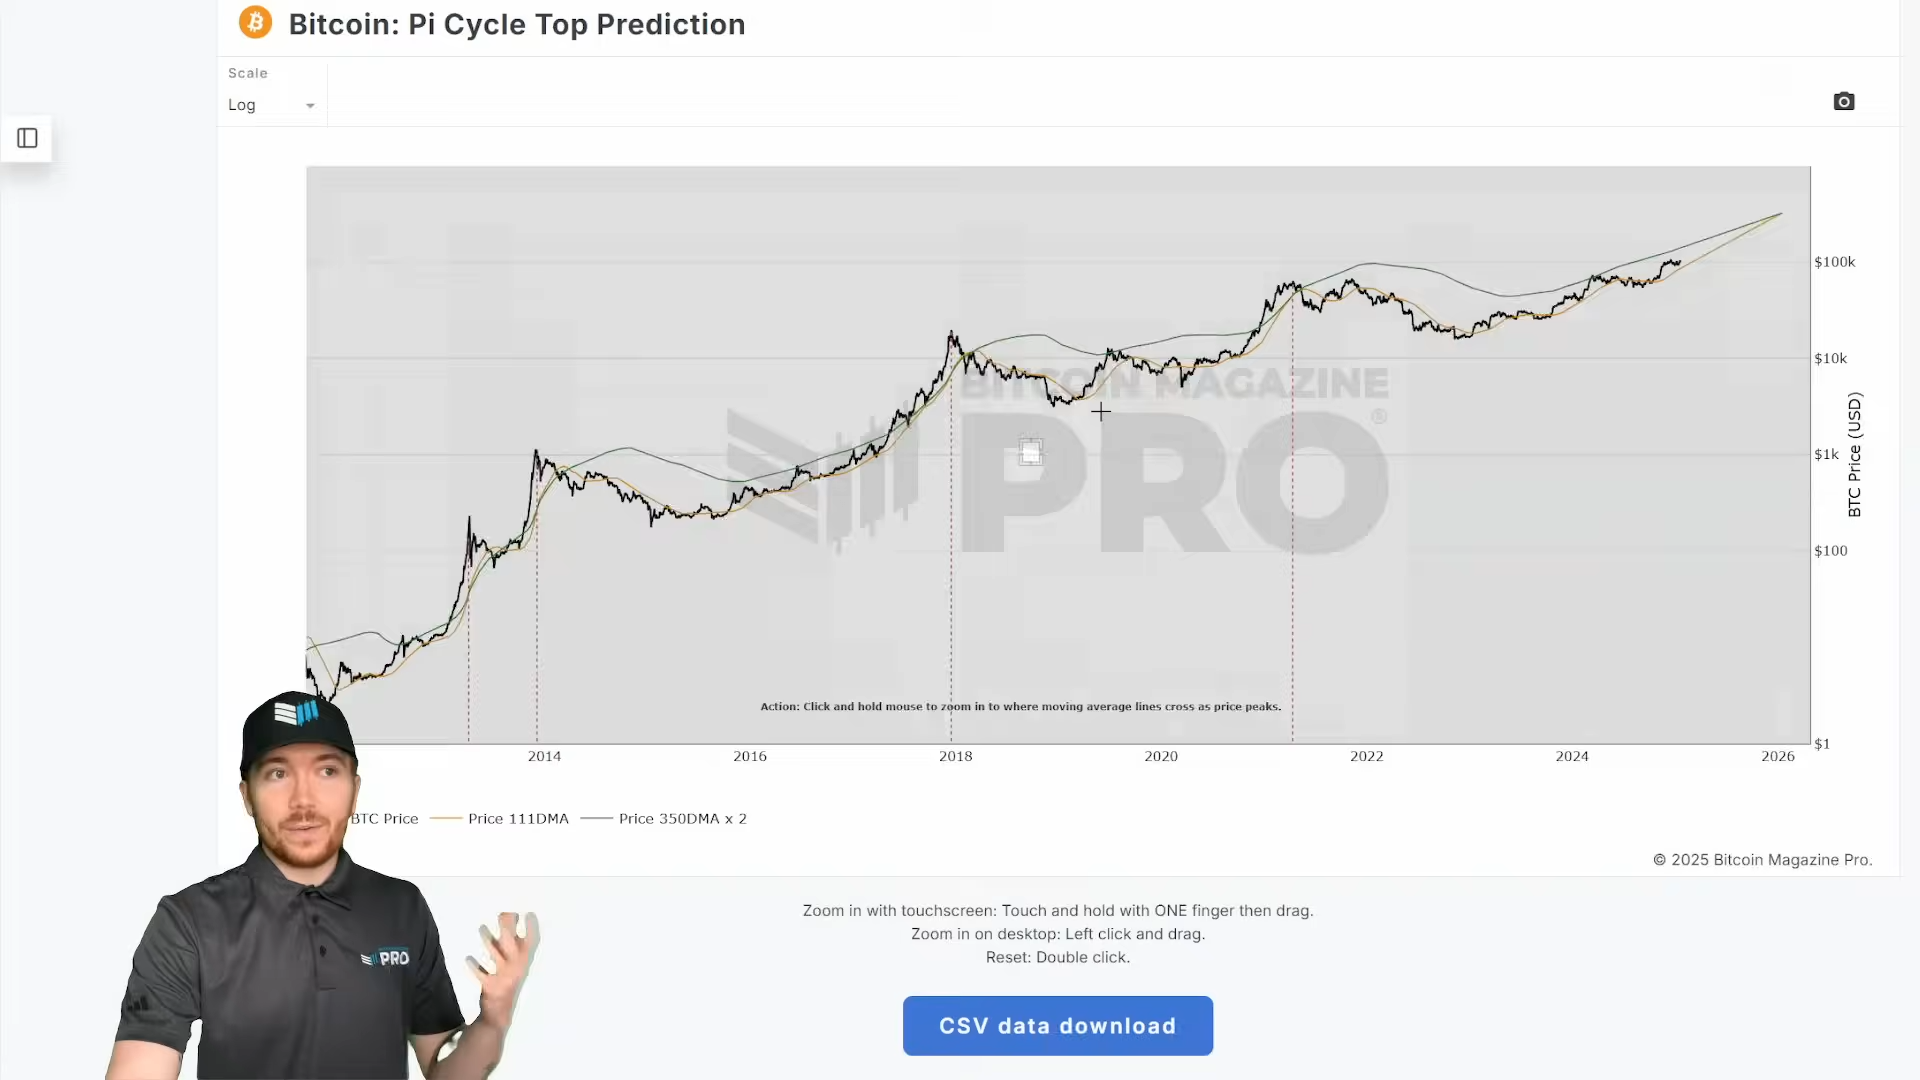 Bitcoin: Pi Cycle Top Prediction
Scale
Log
$100k
$10k
$1k
$100
$1
BTC Price (USD)
BITCOIN MAGAZINE
PRO®
Action: Click and hold mouse to zoom in to where moving average lines cross as price peaks.
2014
2016
2018
2020
2022
2024
2026
BTC Price
Price 111DMA
Price 350DMA x 2
© 2025 Bitcoin Magazine Pro.
Zoom in with touchscreen: Touch and hold with ONE finger then drag.
Zoom in on desktop: Left click and drag.
Reset: Double click.
CSV data download
PRO